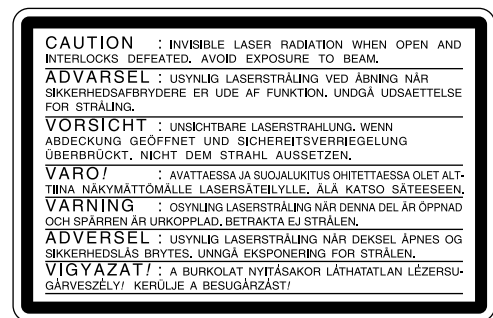 CAUTION : INVISIBLE LASER RADIATION WHEN OPEN AND
INTERLOCKS DEFEATED. AVOID EXPOSURE TO BEAM.
ADVARSEL : USYNLIG LASERSTRÅLING VED ÅBNING NÅR
SIKKERHEDSAFBRYDERE ER UDE AF FUNKTION. UNDGÅ UDSAETTELSE
FOR STRÅLING.
VORSICHT : UNSICHTBARE LASERSTRAHLUNG. WENN
ABDECKUNG GEÖFFNET UND SICHEREITSVERRIEGELUNG
ÜBERBRÜCKT. NICHT DEM STRAHL AUSSETZEN.
VARO! : AVATTAESSA JA SUOJALUKITUS OHITETTAESSA OLET ALT-
TIINA NÄKYMÄTTÖMÄLLE LASERSÄTEILYLLE. ÄLÄ KATSO SÄTEESEEN.
VARNING : OSYNLING LASERSTRÅLNING NÄR DENNA DEL ÄR ÖPPNAD
OCH SPÄRREN ÄR URKOPPLAD. BETRAKTA EJ STRÅLEN.
ADVERSEL : USYNLIG LASERSTRÅLING NÅR DEKSEL ÅPNES OG
SIKKERHEDSLÅS BRYTES. UNNGÅ EKSPONERING FOR STRÅLEN.
VIGYAZAT! : A BURKOLAT NYITÁSAKOR LÁTHATATLAN LÉZERSU-
GÁRVESZÉLY! KERÜLJE A BESUGÁRZÁST!